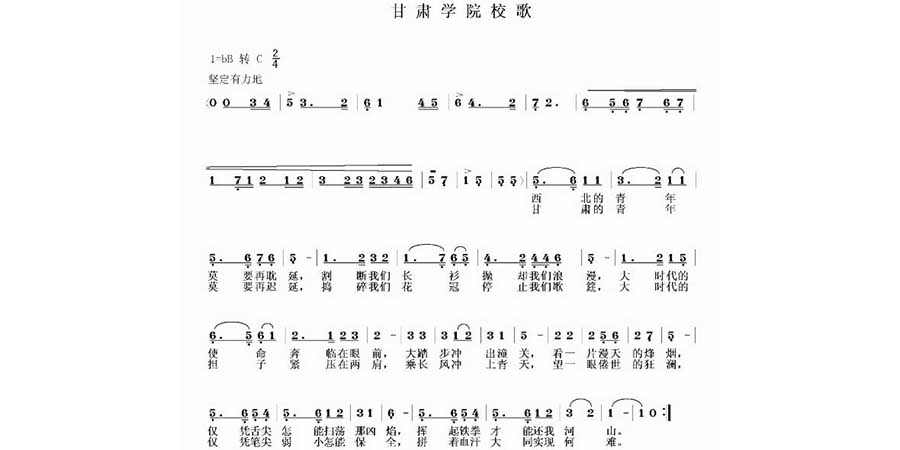 甘肃学院校歌
1=bB 转 C 2/4
坚定有力地
(0 0 3 4 | 5 3. 2 | 6 1 4 5 | 6 4. 2 | 7 2. | 6 5 6 7 6 7 |
1 7 1 2 1 2 | 3 2 3 2 3 4 6 | 5 7 | 1 5 | 5 5) | 5. 6 1 1 | 3. 2 1 1 |
西 北的 青 年
甘 肃的 青 年
5. 6 7 6 | 5 - | 1. 2 3 2 | 1. 7 6 5 | 4. 2 4 4 6 | 5 - | 1. 2 1 5 |
莫 要再耽 延，割 断我们 长 衫 抛 却我们浪 漫，大 时代的
莫 要再迟 延，捣 碎我们 花 冠 停 止我们歌 筵，大 时代的
6. 5 6 1 | 2. 1 2 3 | 2 - | 3 3 | 3 1 2 | 3 5 | 5 - | 2 2 | 2 5 6 | 2 7 | 5 - |
使 命 奔 临在眼 前，大踏 步冲 出潼 关，看一 片漫天 的烽 烟，
担 子 紧 压在两 肩，乘长 风冲 上青 天，望一 眼倦世 的狂 澜，
5. 6 5 4 | 5. 6 1 2 | 3 1 | 6 - | 5. 6 5 4 | 5. 6 1 2 | 3 2 | 1 - | 1 0 :|
仅 凭舌尖 怎 能扫荡 那凶 焰，挥 起铁拳 才 能还我 河 山。
仅 凭笔尖 弱 小怎能 保 全，拼 着血汗 大 同实现 何 难。